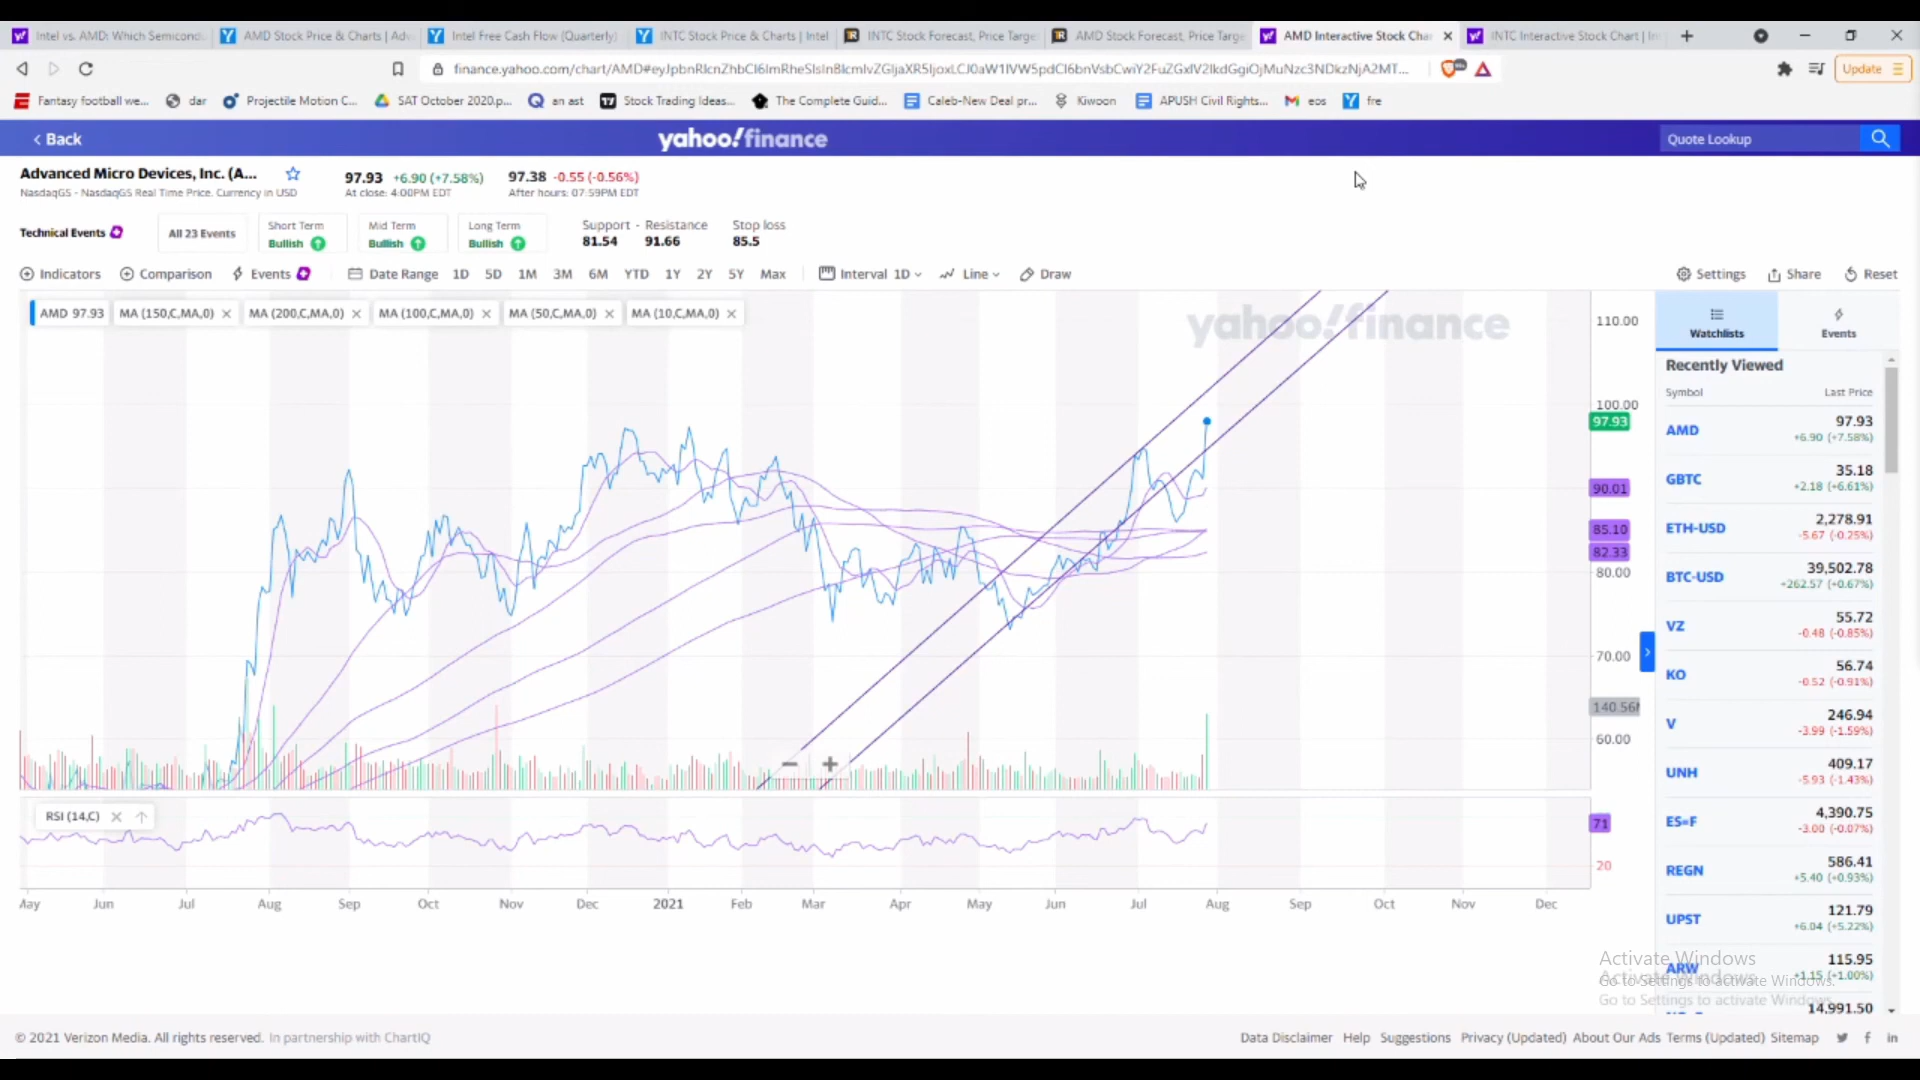 Intel vs. AMD: Which Semicond
AMD Stock Price & Charts | Adv
Intel Free Cash Flow (Quarterly)
INTC Stock Price & Charts | Intel
INTC Stock Forecast, Price Targe
AMD Stock Forecast, Price Targe
AMD Interactive Stock Char
INTC Interactive Stock Chart | In
Update
Fantasy football we...
dar
Projectile Motion C...
SAT October 2020.p...
an ast
Stock Trading Ideas...
The Complete Guid...
Caleb-New Deal pr...
Kiwoon
APUSH Civil Rights...
eos
fre
Back
yahoo!finance
Quote Lookup
Advanced Micro Devices, Inc. (A...
97.93 +6.90 (+7.58%)
97.38 -0.55 (-0.56%)
NasdaqGS - NasdaqGS Real Time Price. Currency in USD
At close: 4:00PM EDT
After hours: 07:59PM EDT
Technical Events
All 23 Events
Short Term
Bullish
Mid Term
Bullish
Long Term
Bullish
Support - Resistance
81.54 91.66
Stop loss
85.5
Indicators
Comparison
Events
Date Range 1D 5D 1M 3M 6M YTD 1Y 2Y 5Y Max
Interval 1D
Line
Draw
Settings
Share
Reset
AMD 97.93
MA (150,C,MA,0)
MA (200,C,MA,0)
MA (100,C,MA,0)
MA (50,C,MA,0)
MA (10,C,MA,0)
yahoo!finance
110.00
100.00
97.93
90.01
85.10
82.33
80.00
70.00
140.56
60.00
RSI (14,C)
71
20
May Jun Jul Aug Sep Oct Nov Dec 2021 Feb Mar Apr May Jun Jul Aug Sep Oct Nov Dec
Watchlists
Events
Recently Viewed
Symbol Last Price
AMD 97.93
+6.90 (+7.58%)
GBTC 35.18
+2.18 (+6.61%)
ETH-USD 2,278.91
-5.67 (-0.25%)
BTC-USD 39,502.78
+262.57 (+0.67%)
VZ 55.72
-0.48 (-0.85%)
KO 56.74
-0.52 (-0.91%)
V 246.94
-3.99 (-1.59%)
UNH 409.17
-5.93 (-1.43%)
ES=F 4,390.75
-3.00 (-0.07%)
REGN 586.41
+5.40 (+0.93%)
UPST 121.79
+6.04 (+5.22%)
ARW 115.95
+1.15 (+1.00%)
14,991.50
Activate Windows
Go to Settings to activate Windows.
Activate Windows
Go to Settings to activate Windows.
© 2021 Verizon Media. All rights reserved. In partnership with ChartIQ
Data Disclaimer Help Suggestions Privacy (Updated) About Our Ads Terms (Updated) Sitemap